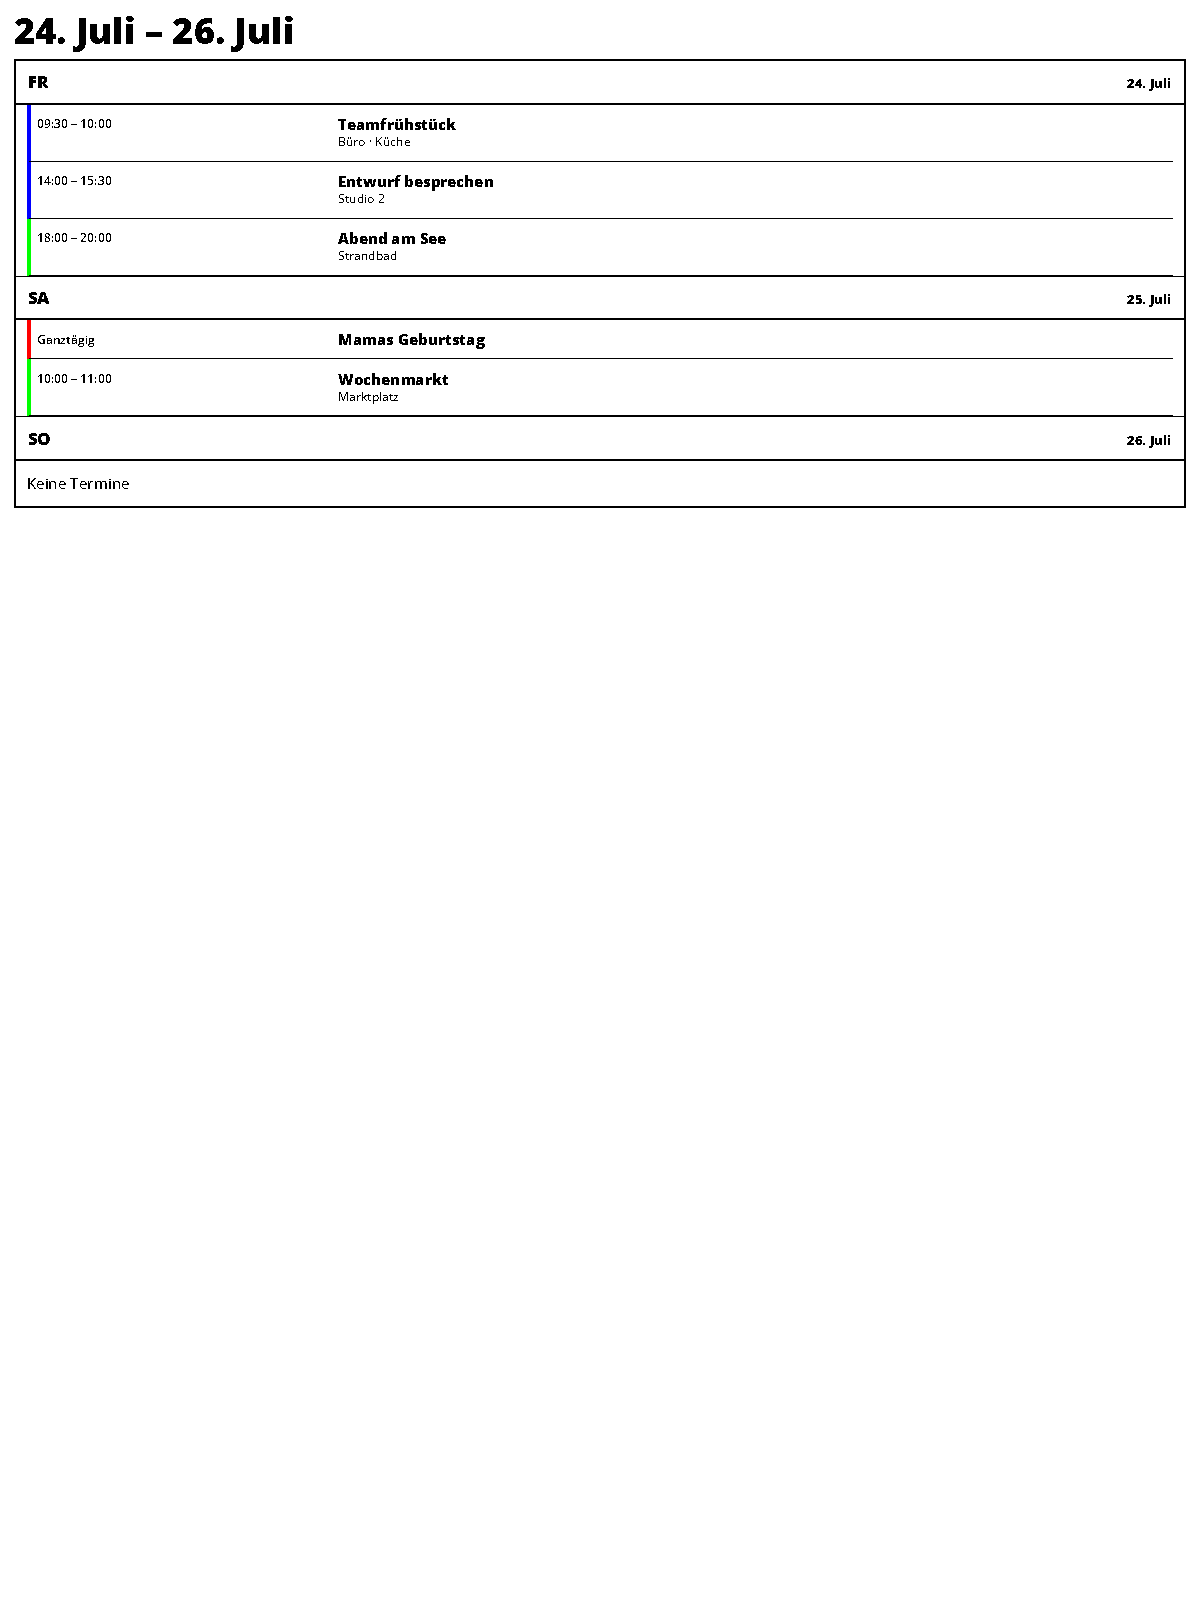 24. Juli – 26. Juli
FR 24. Juli
09:30 – 10:00 Teamfrühstück
Büro · Küche
14:00 – 15:30 Entwurf besprechen
Studio 2
18:00 – 20:00 Abend am See
Strandbad
SA 25. Juli
Ganztägig Mamas Geburtstag
10:00 – 11:00 Wochenmarkt
Marktplatz
SO 26. Juli
Keine Termine